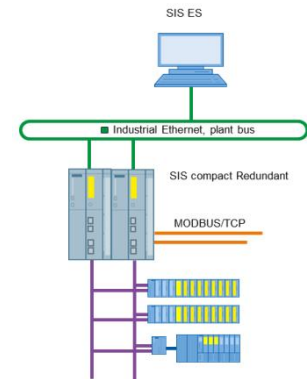 SIS ES
Industrial Ethernet, plant bus
SIS compact Redundant
MODBUS/TCP